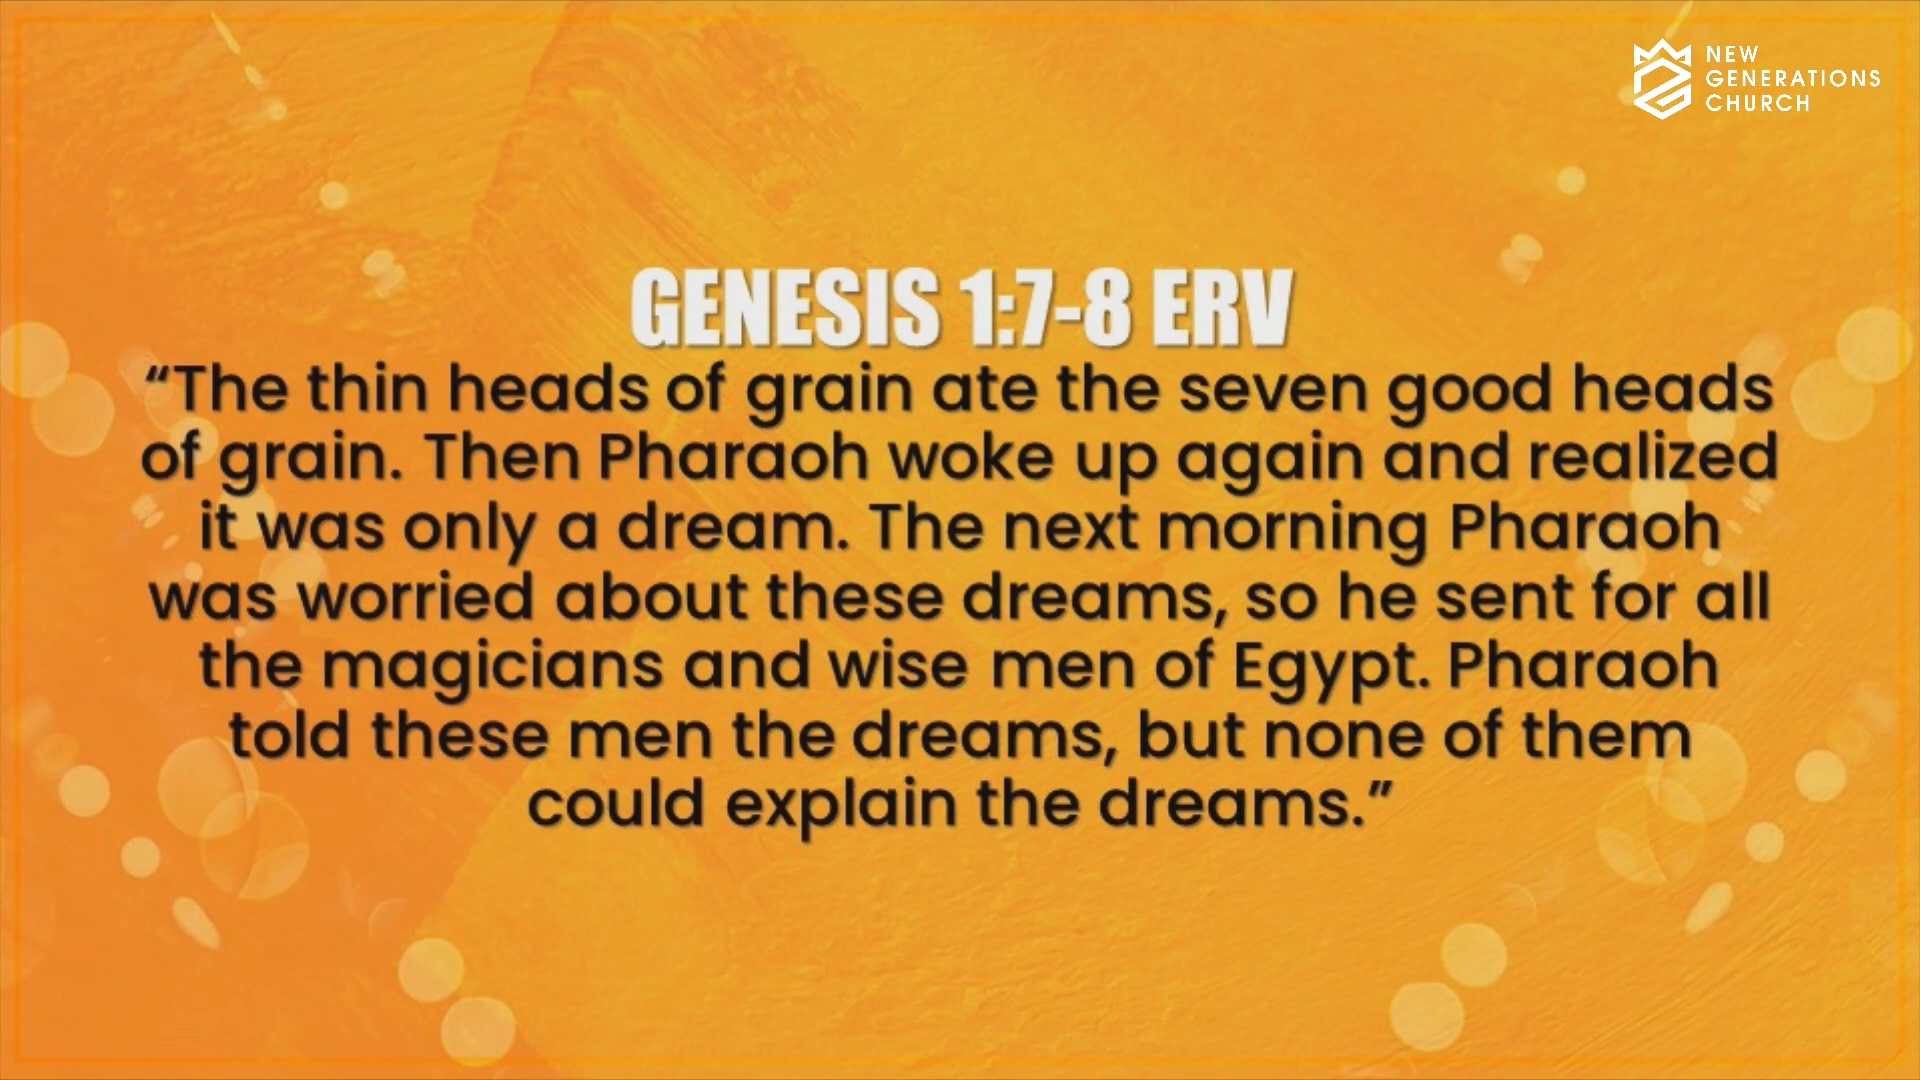 NEW
GENERATIONS
CHURCH
GENESIS 1:7-8 ERV
“The thin heads of grain ate the seven good heads
of grain. Then Pharaoh woke up again and realized
it was only a dream. The next morning Pharaoh
was worried about these dreams, so he sent for all
the magicians and wise men of Egypt. Pharaoh
told these men the dreams, but none of them
could explain the dreams.”